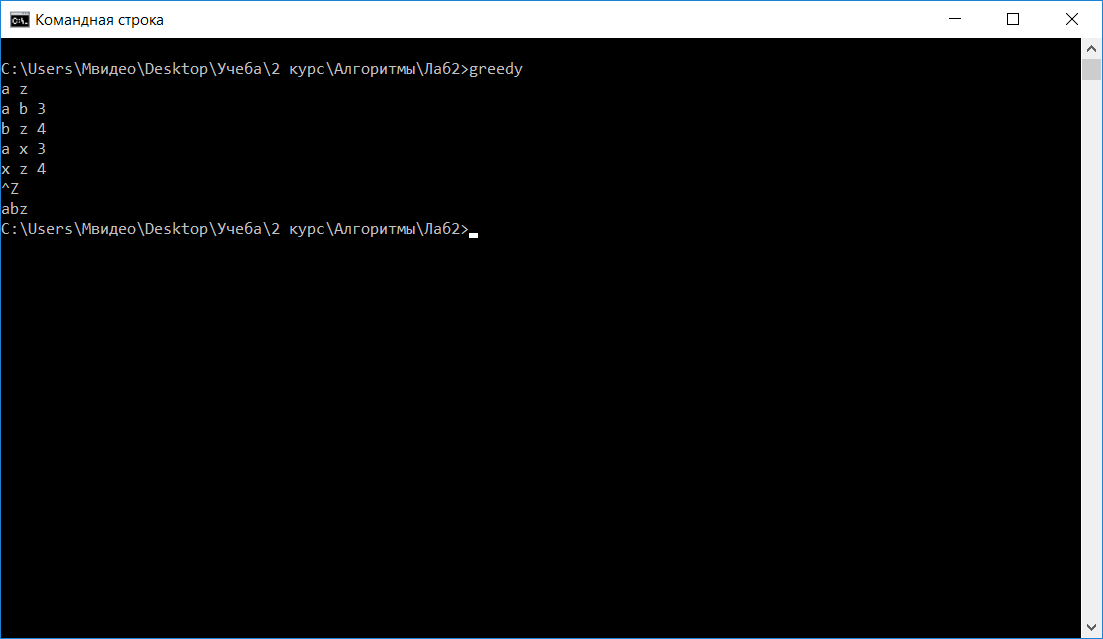 Командная строка
C:\Users\Мвидео\Desktop\Учеба\2 курс\Алгоритмы\Лаб2>greedy
a z
a b 3
b z 4
a x 3
x z 4
^Z
abz
C:\Users\Мвидео\Desktop\Учеба\2 курс\Алгоритмы\Лаб2>